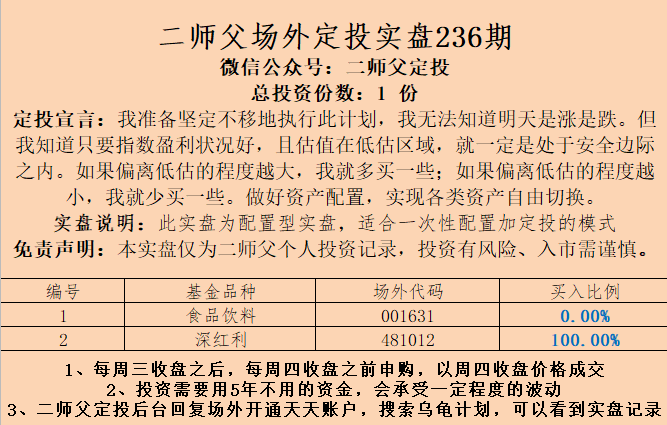 二师父场外定投实盘236期
微信公众号：二师父定投
总投资份数：1 份
定投宣言：我准备坚定不移地执行此计划，我无法知道明天是涨是跌。但
我知道只要指数盈利状况好，且估值在低估区域，就一定是处于安全边际
之内。如果偏离低估的程度越大，我就多买一些；如果偏离低估的程度越
小，我就少买一些。做好资产配置，实现各类资产自由切换。
实盘说明：此实盘为配置型实盘，适合一次性配置加定投的模式
免责声明：本实盘仅为二师父个人投资记录，投资有风险、入市需谨慎。
编号 基金品种 场外代码 买入比例
1 食品饮料 001631 0.00%
2 深红利 481012 100.00%
1、每周三收盘之后，每周四收盘之前申购，以周四收盘价格成交
2、投资需要用5年不用的资金，会承受一定程度的波动
3、二师父定投后台回复场外开通天天账户，搜索乌龟计划，可以看到实盘记录